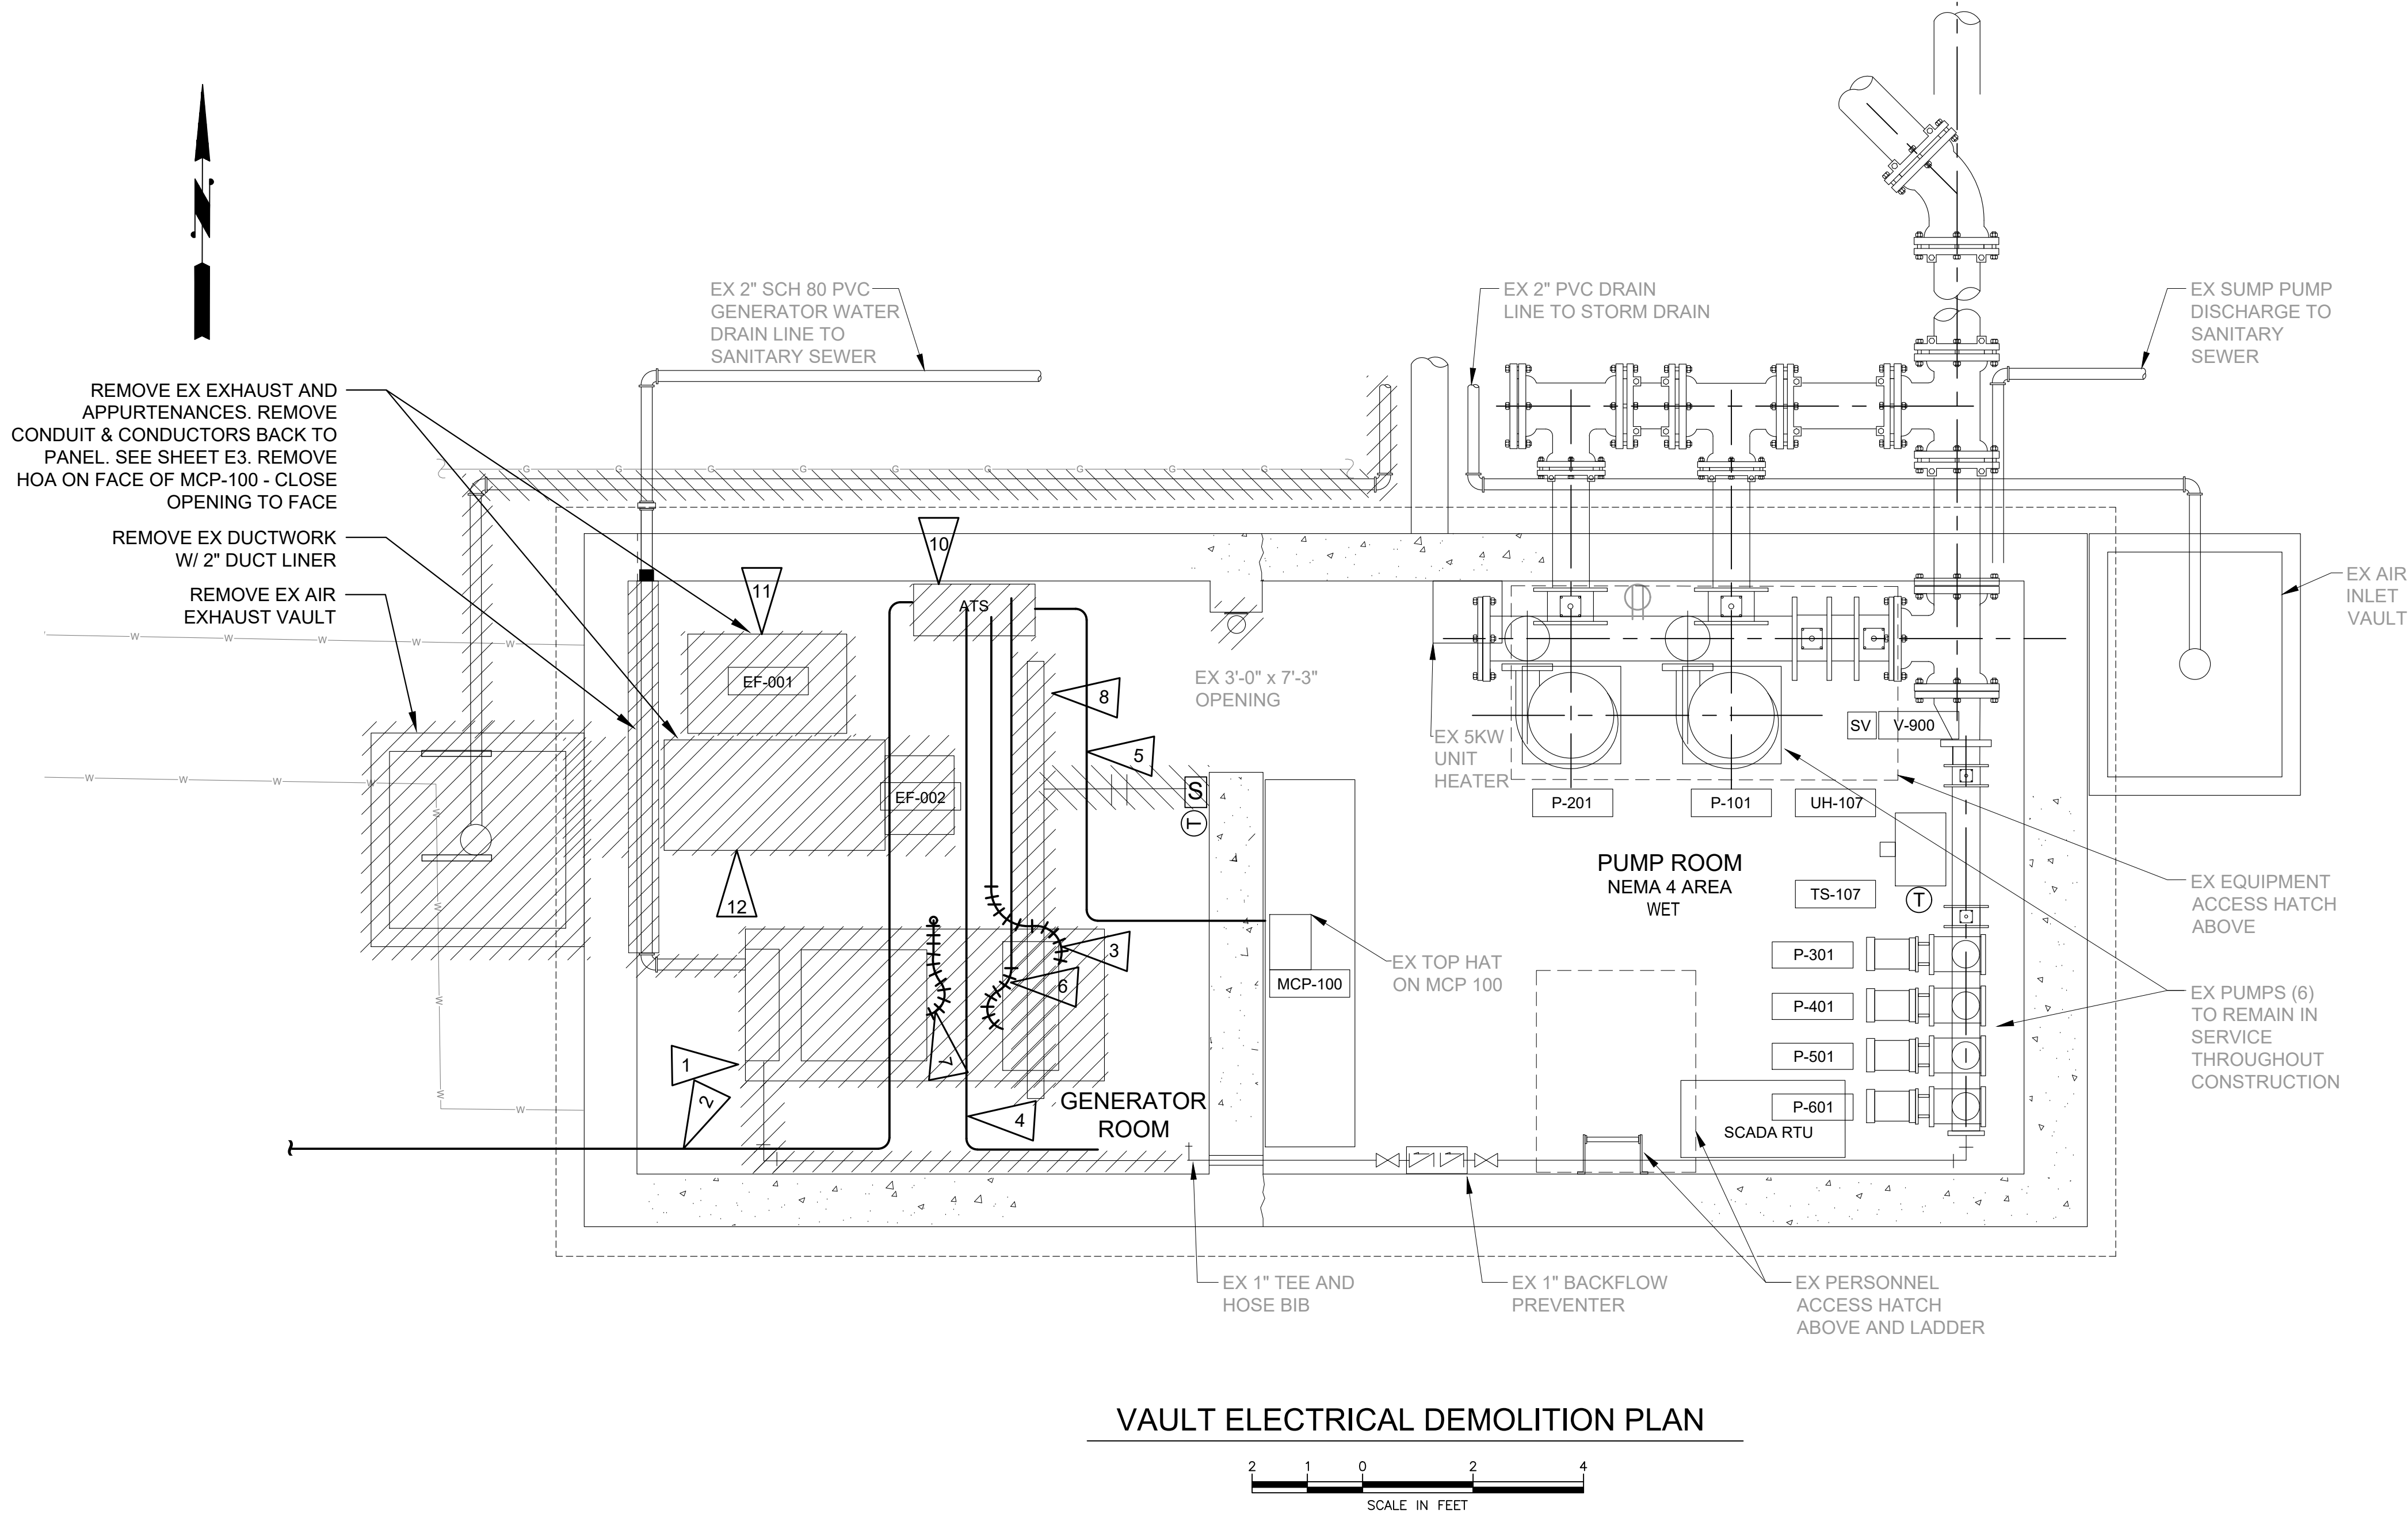 N
EX 2" SCH 80 PVC
GENERATOR WATER
DRAIN LINE TO
SANITARY SEWER
EX 2" PVC DRAIN
LINE TO STORM DRAIN
EX SUMP PUMP
DISCHARGE TO
SANITARY
SEWER
REMOVE EX EXHAUST AND
APPURTENANCES. REMOVE
CONDUIT & CONDUCTORS BACK TO
PANEL. SEE SHEET E3. REMOVE
HOA ON FACE OF MCP-100 - CLOSE
OPENING TO FACE
REMOVE EX DUCTWORK
W/ 2" DUCT LINER
REMOVE EX AIR
EXHAUST VAULT
G G G G G G G G G
W W W W W
W W W W
W
W
W
W
W
10
11
ATS
EF-001
8
5
EF-002
S
T
12
3
6
7
1
2
4
GENERATOR
ROOM
EX 3'-0" x 7'-3"
OPENING
EX 5KW
UNIT
HEATER
EX AIR
INLET
VAULT
SV
V-900
P-201
P-101
UH-107
PUMP ROOM
NEMA 4 AREA
WET
TS-107
T
EX TOP HAT
ON MCP 100
MCP-100
P-301
P-401
P-501
P-601
SCADA RTU
EX EQUIPMENT
ACCESS HATCH
ABOVE
EX PUMPS (6)
TO REMAIN IN
SERVICE
THROUGHOUT
CONSTRUCTION
EX 1" TEE AND
HOSE BIB
EX 1" BACKFLOW
PREVENTER
EX PERSONNEL
ACCESS HATCH
ABOVE AND LADDER
VAULT ELECTRICAL DEMOLITION PLAN
2 1 0 2 4
SCALE IN FEET